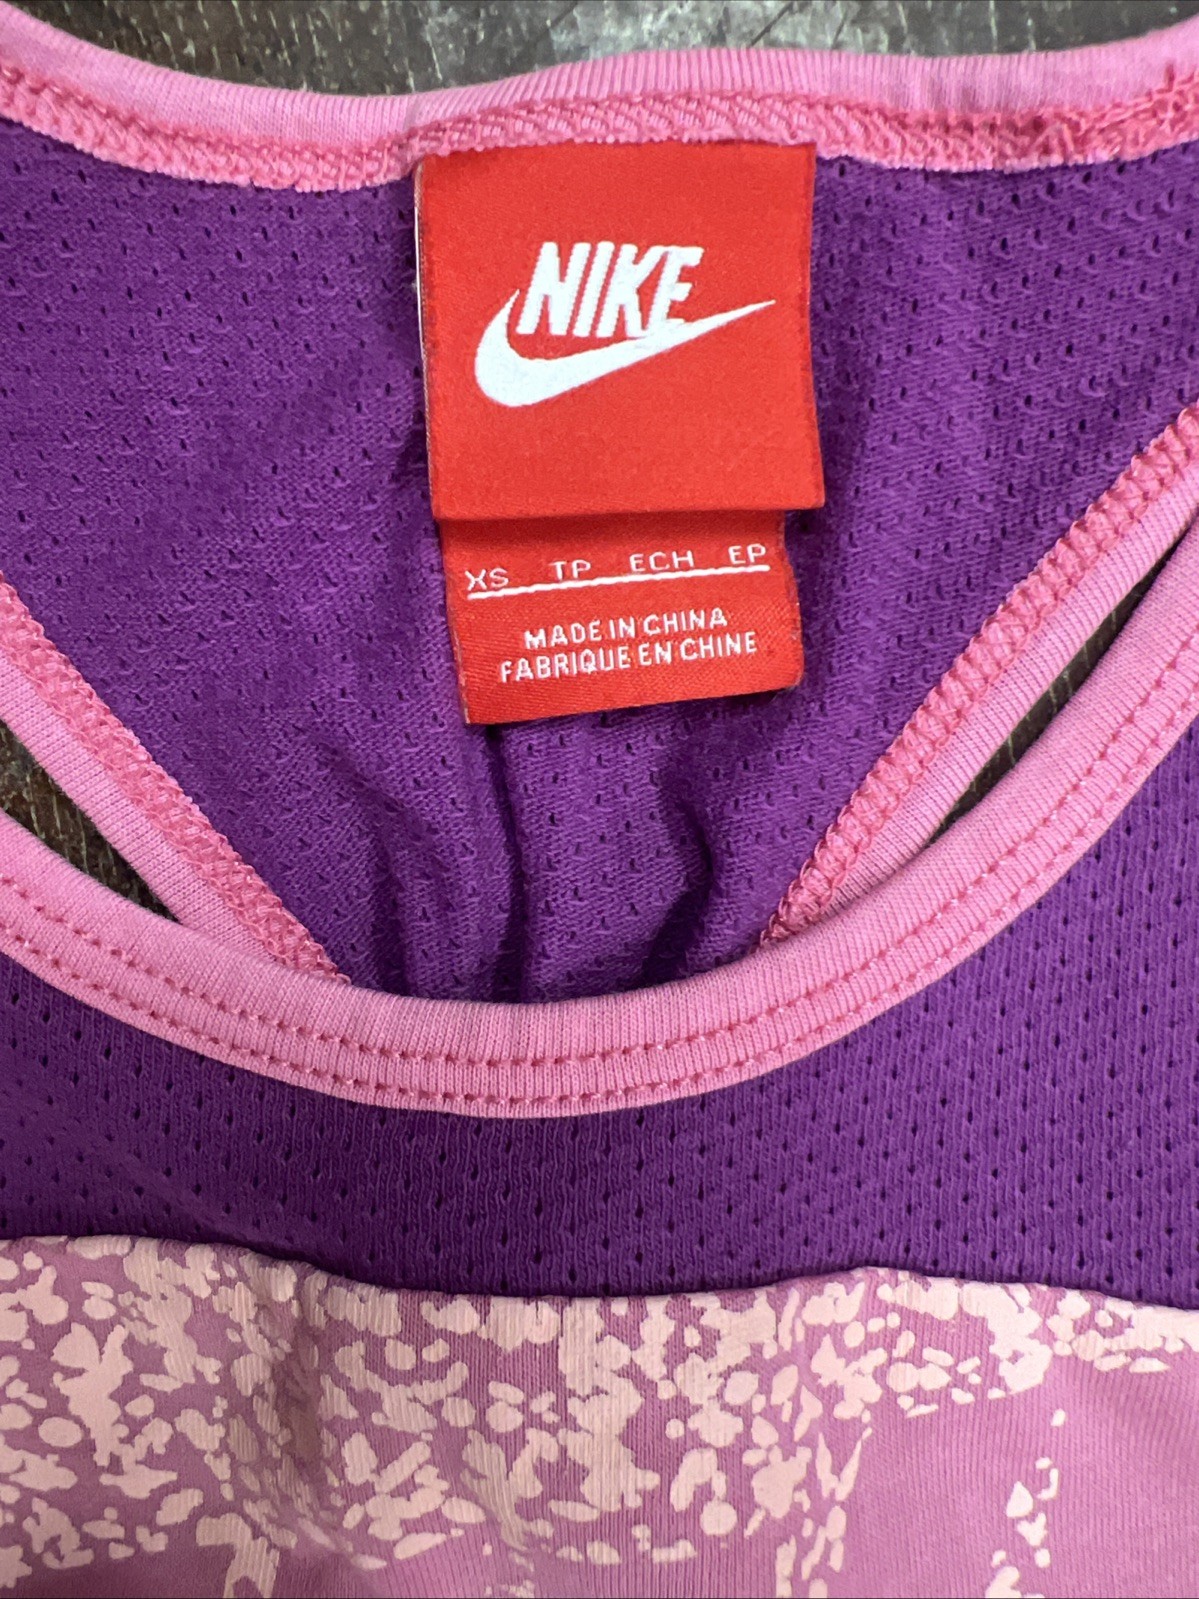 NIKE
XS TP ECH EP
MADE IN CHINA
FABRIQUE EN CHINE